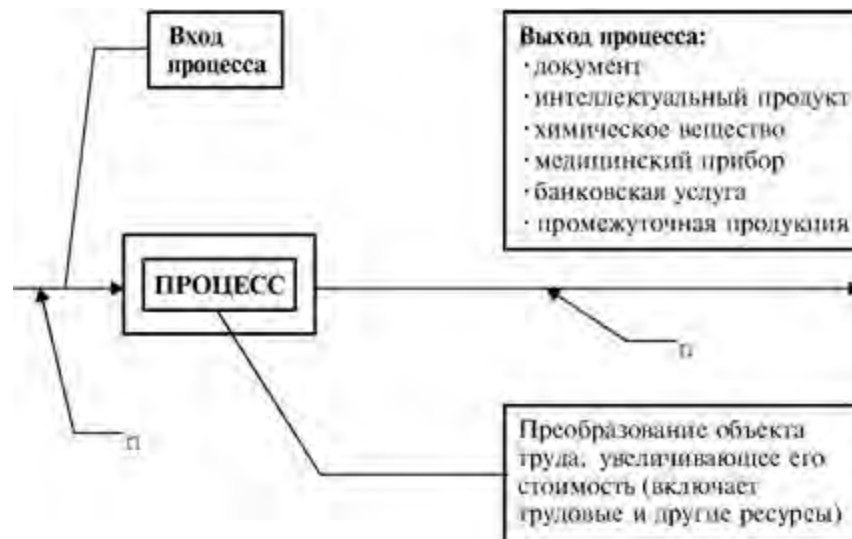 Вход
процесса
Выход процесса:
·документ
·интеллектуальный продукт
·химическое вещество
·медицинский прибор
·банковская услуга
·промежуточная продукция
ПРОЦЕСС
п
п
Преобразование объекта
труда, увеличивающее его
стоимость (включает
трудовые и другие ресурсы)